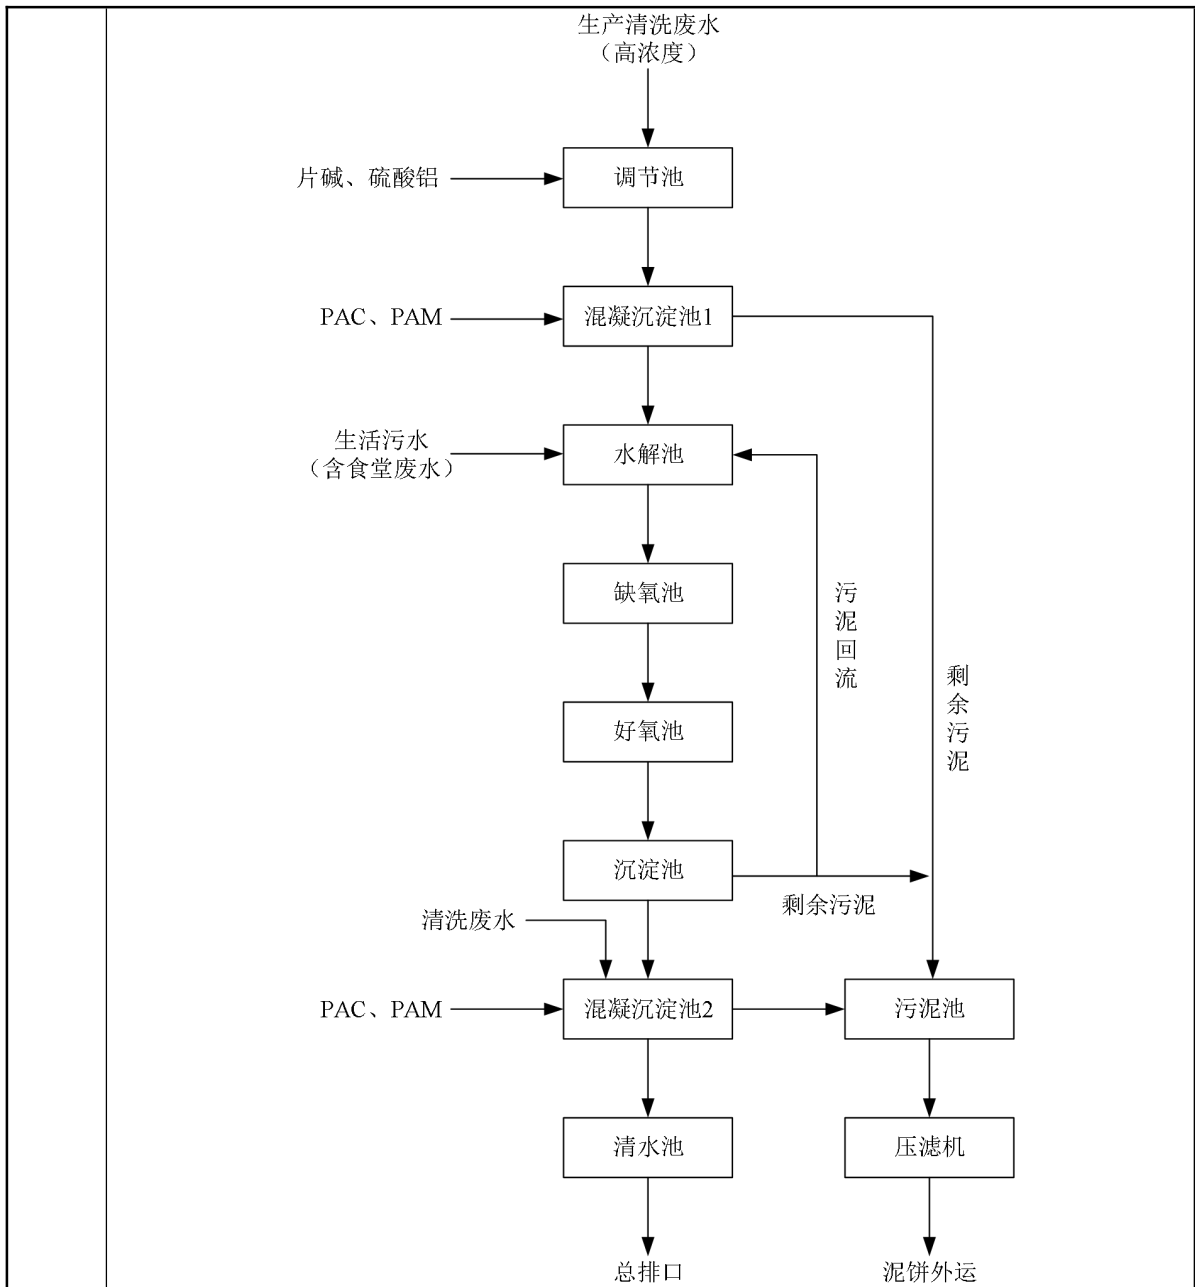 生产清洗废水
（高浓度）
片碱、硫酸铝
调节池
PAC、PAM
混凝沉淀池1
生活污水
（含食堂废水）
水解池
缺氧池
污泥回流
剩余污泥
好氧池
沉淀池
剩余污泥
清洗废水
PAC、PAM
混凝沉淀池2
污泥池
清水池
压滤机
总排口
泥饼外运